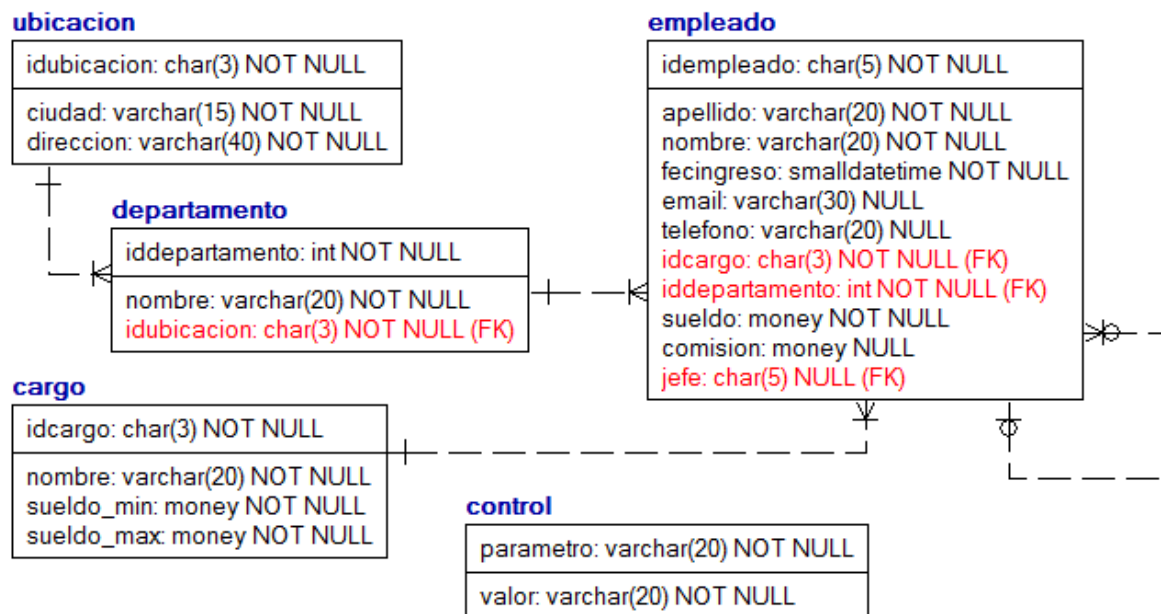 ubicacion
idubicacion: char(3) NOT NULL
ciudad: varchar(15) NOT NULL
direccion: varchar(40) NOT NULL
departamento
iddepartamento: int NOT NULL
nombre: varchar(20) NOT NULL
idubicacion: char(3) NOT NULL (FK)
empleado
idempleado: char(5) NOT NULL
apellido: varchar(20) NOT NULL
nombre: varchar(20) NOT NULL
fecingreso: smalldatetime NOT NULL
email: varchar(30) NULL
telefono: varchar(20) NULL
idcargo: char(3) NOT NULL (FK)
iddepartamento: int NOT NULL (FK)
sueldo: money NOT NULL
comision: money NULL
jefe: char(5) NULL (FK)
cargo
idcargo: char(3) NOT NULL
nombre: varchar(20) NOT NULL
sueldo_min: money NOT NULL
sueldo_max: money NOT NULL
control
parametro: varchar(20) NOT NULL
valor: varchar(20) NOT NULL